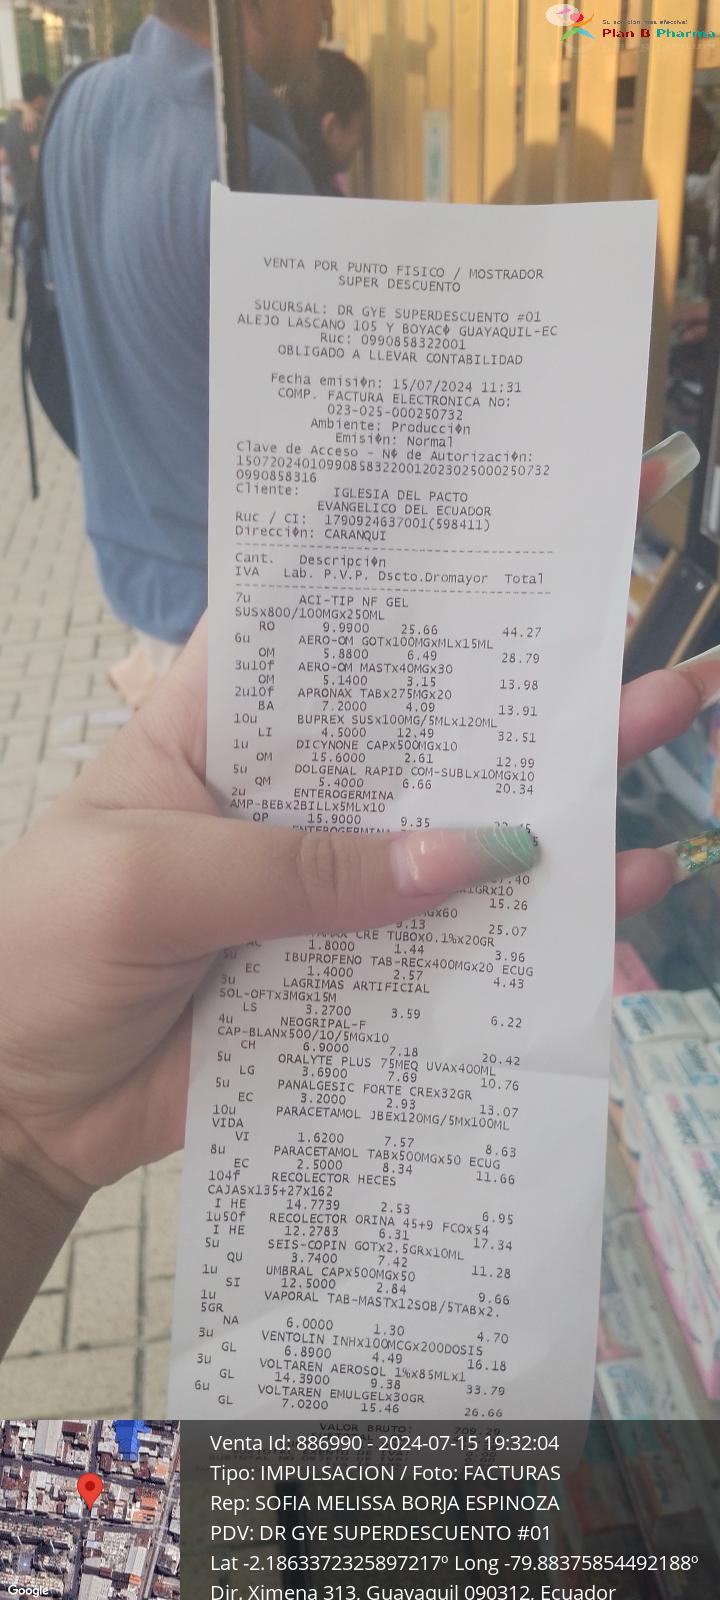 Su solución más efectiva!
Plan B Pharma
VENTA POR PUNTO FISICO / MOSTRADOR
SUPER DESCUENTO
SUCURSAL: DR GYE SUPERDESCUENTO #01
ALEJO LASCANO 105 Y BOYAC� GUAYAQUIL-EC
Ruc: 0990858322001
OBLIGADO A LLEVAR CONTABILIDAD
Fecha emisi�n: 15/07/2024 11:31
COMP. FACTURA ELECTRONICA No:
023-025-000250732
Ambiente: Producci�n
Emisi�n: Normal
Clave de Acceso - N� de Autorizaci�n:
150720240109908583220012023025000250732
0990858316
Cliente: IGLESIA DEL PACTO
EVANGELICO DEL ECUADOR
Ruc / CI: 1790924637001(598411)
Direcci�n: CARANQUI
Cant. Descripci�n
IVA Lab. P.V.P. Dscto.Dromayor Total
7u ACI-TIP NF GEL
SUSx800/100MGx250ML
RO 9.9900 25.66 44.27
6u AERO-OM GOTx100MGxMLx15ML
OM 5.8800 6.49 28.79
3u10f AERO-OM MASTx40MGx30
OM 5.1400 3.15 13.98
2u10f APRONAX TABx275MGx20
BA 7.2000 4.09 13.91
10u BUPREX SUSx100MG/5MLx120ML
LI 4.5000 12.49 32.51
1u DICYNONE CAPx500MGx10
OM 15.6000 2.61 12.99
5u DOLGENAL RAPID COM-SUBLx10MGx10
QM 5.4000 6.66 20.34
2u ENTEROGERMINA
AMP-BEBx2BILLx5MLx10
OP 15.9000 9.35
ENTEROGERMINA
15.26
25.07
CRE TUBOx0.1%x20GR
1.8000 1.44 3.96
5u IBUPROFENO TAB-RECx400MGx20 ECUG
EC 1.4000 2.57 4.43
3u LAGRIMAS ARTIFICIAL
SOL-OFTx3MGx15M
LS 3.2700 3.59 6.22
4u NEOGRIPAL-F
CAP-BLANx500/10/5MGx10
CH 6.9000 7.18 20.42
5u ORALYTE PLUS 75MEQ UVAx400ML
LG 3.6900 7.69 10.76
5u PANALGESIC FORTE CREx32GR
EC 3.2000 2.93 13.07
10u PARACETAMOL JBEx120MG/5Mx100ML
VIDA
VI 1.6200 7.57 8.63
8u PARACETAMOL TABx500MGx50 ECUG
EC 2.5000 8.34 11.66
104f RECOLECTOR HECES
CAJASx135+27x162
I HE 14.7739 2.53 6.95
1u50f RECOLECTOR ORINA 45+9 FCOx54
I HE 12.2783 6.31 17.34
5u SEIS-COPIN GOTx2.5GRx10ML
QU 3.7400 7.42 11.28
1u UMBRAL CAPx500MGx50
SI 12.5000 2.84 9.66
1u VAPORAL TAB-MASTx12SOB/5TABx2.
5GR
NA 6.0000 1.30 4.70
3u VENTOLIN INHx100MCGx200DOSIS
GL 6.8900 4.49 16.18
3u VOLTAREN AEROSOL 1%x85MLx1
GL 14.3900 9.38 33.79
6u VOLTAREN EMULGELx30GR
GL 7.0200 15.46 26.66
VALOR BRUTO:
Venta Id: 886990 - 2024-07-15 19:32:04
Tipo: IMPULSACION / Foto: FACTURAS
Rep: SOFIA MELISSA BORJA ESPINOZA
PDV: DR GYE SUPERDESCUENTO #01
Lat -2.1863372325897217º Long -79.88375854492188º
Dir. Ximena 313, Guayaquil 090312, Ecuador
Google